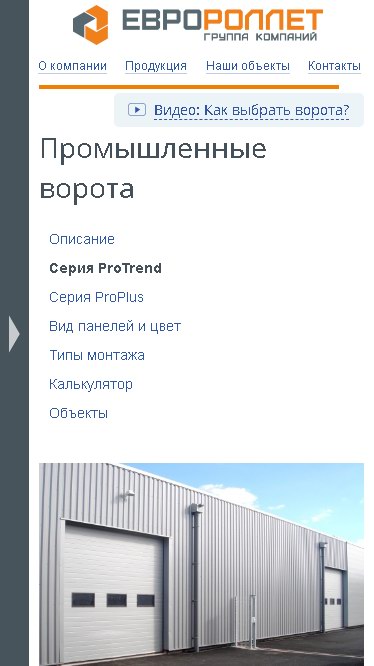 ЕВРОРОЛЛЕТ
ГРУППА КОМПАНИЙ
О компании Продукция Наши объекты Контакты
Видео: Как выбрать ворота?
Промышленные
ворота
Описание
Серия ProTrend
Серия ProPlus
Вид панелей и цвет
Типы монтажа
Калькулятор
Объекты